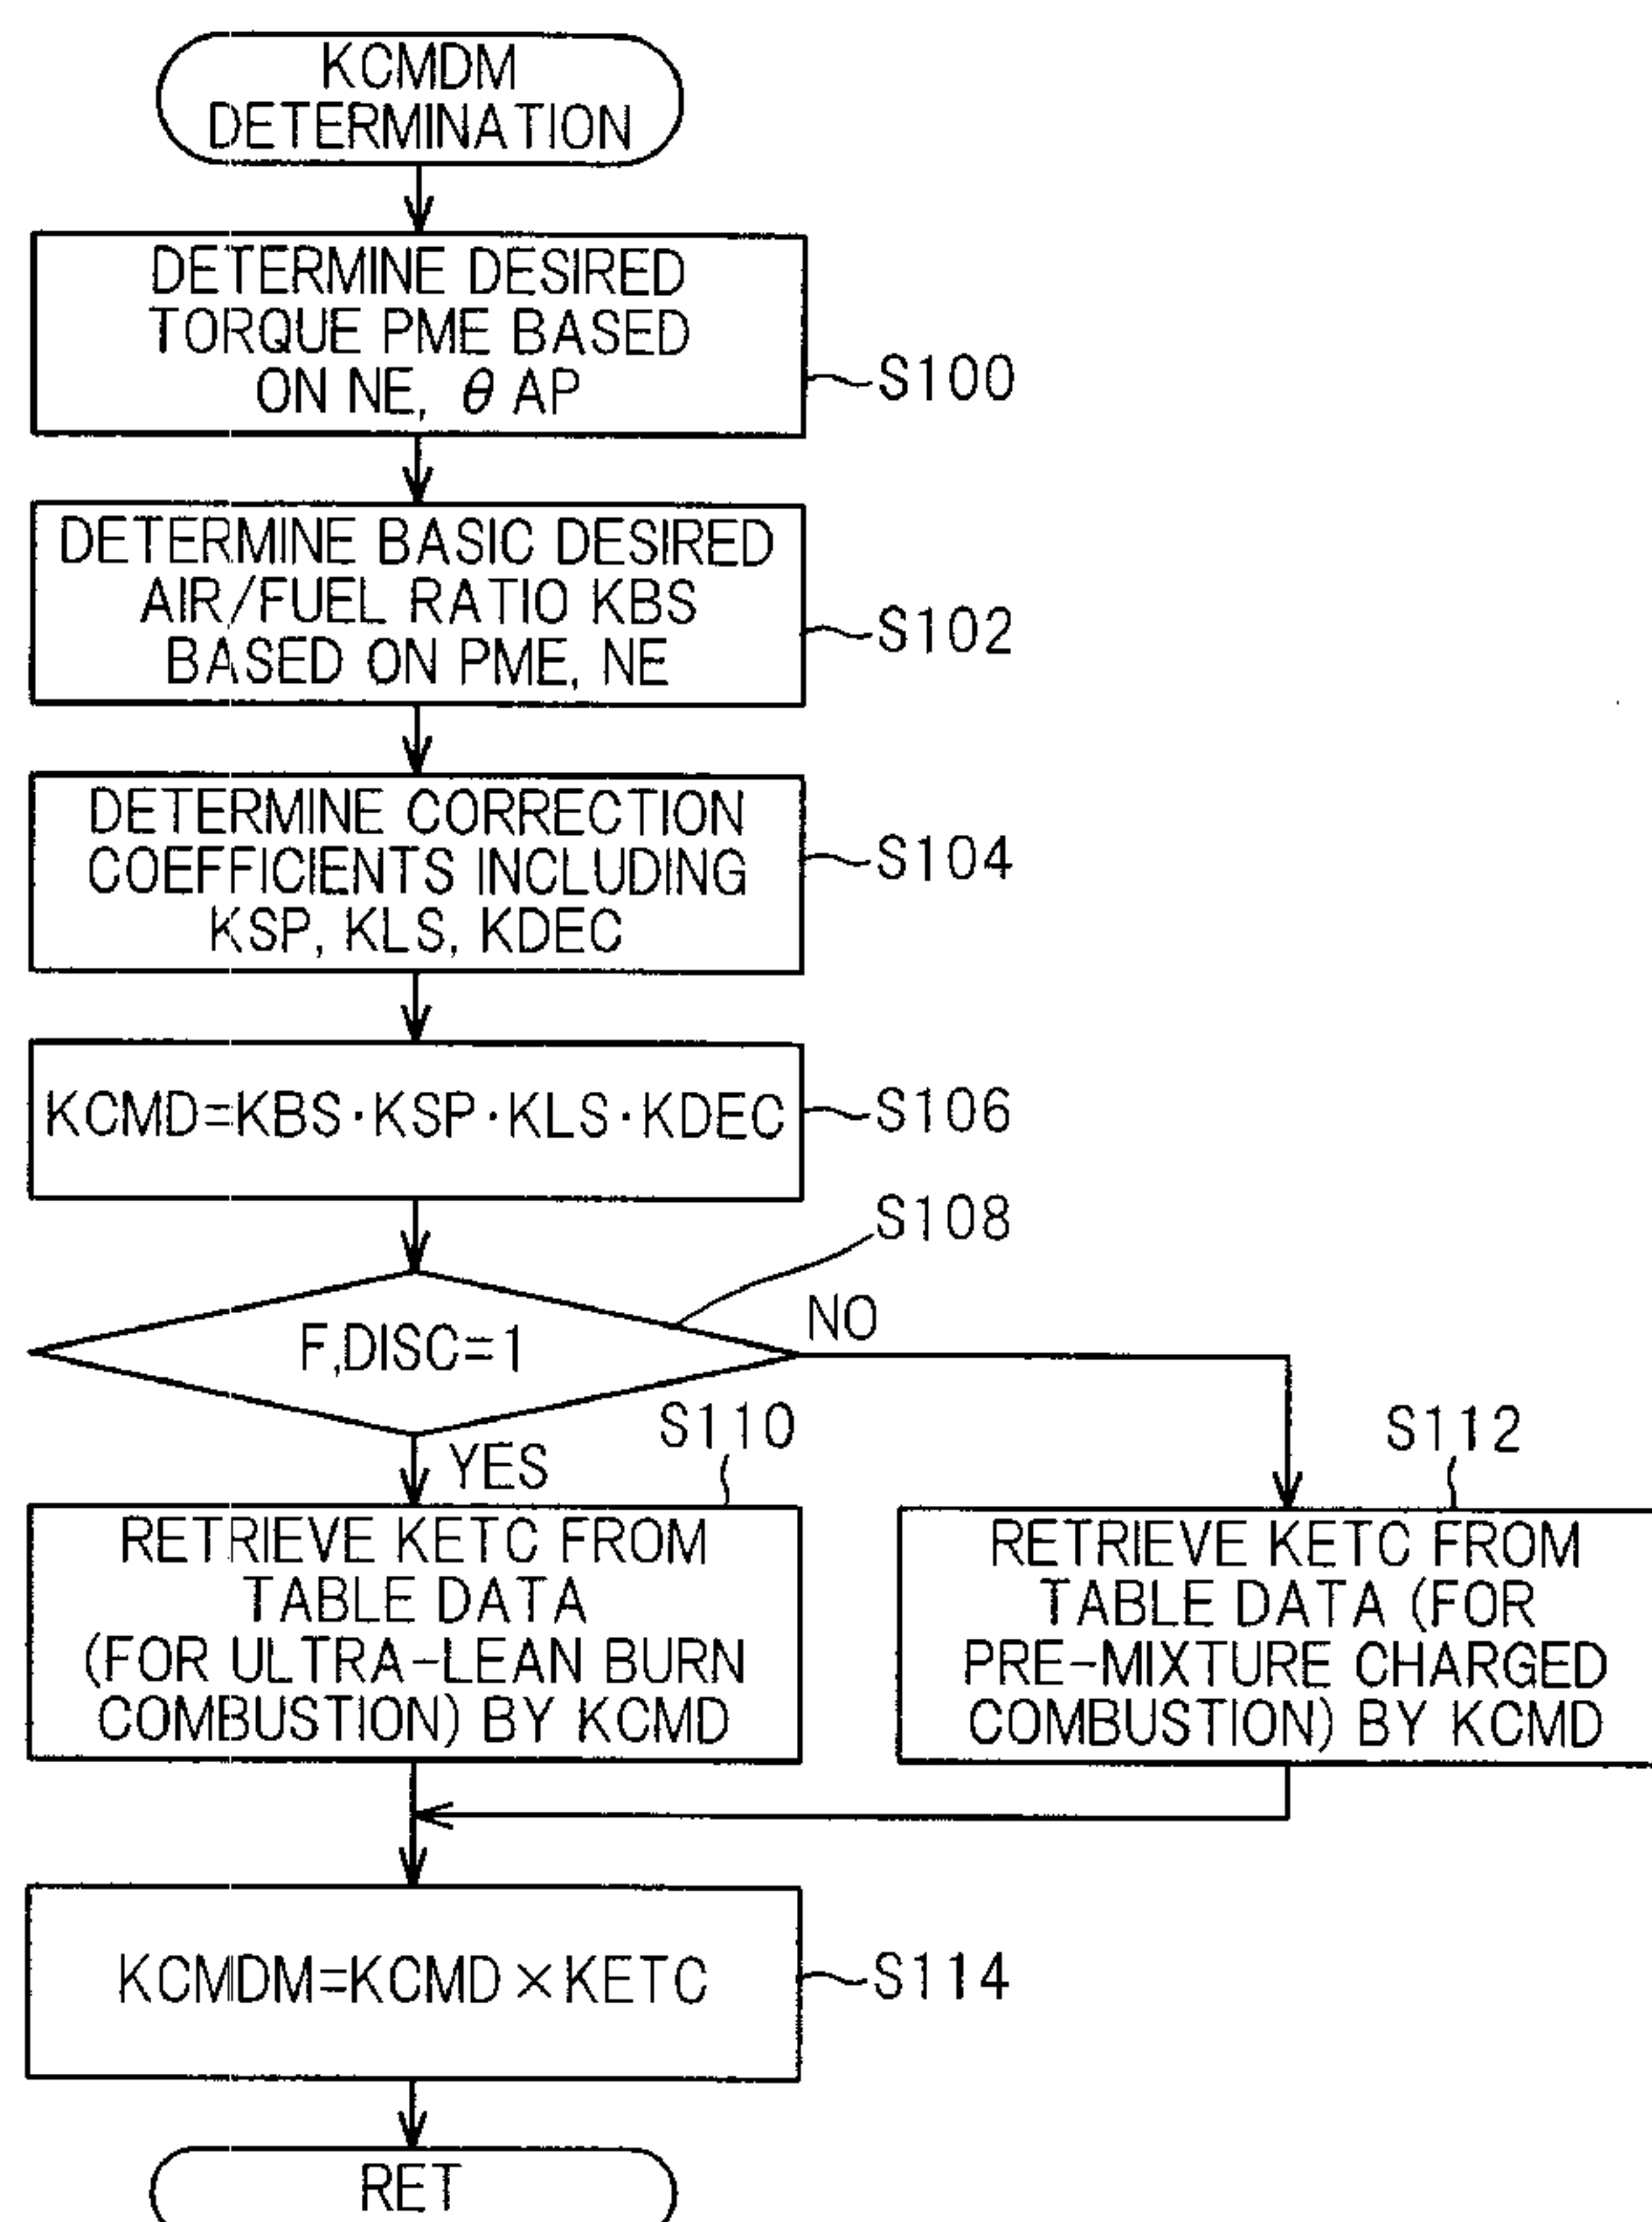 KCMDM
DETERMINATION
DETERMINE DESIRED
TORQUE PME BASED
ON NE, θ AP
S100
DETERMINE BASIC DESIRED
AIR/FUEL RATIO KBS
BASED ON PME, NE
S102
DETERMINE CORRECTION
COEFFICIENTS INCLUDING
KSP, KLS, KDEC
S104
KCMD=KBS·KSP·KLS·KDEC
S106
S108
F,DISC=1
NO
YES
S110
RETRIEVE KETC FROM
TABLE DATA
(FOR ULTRA-LEAN BURN
COMBUSTION) BY KCMD
S112
RETRIEVE KETC FROM
TABLE DATA (FOR
PRE-MIXTURE CHARGED
COMBUSTION) BY KCMD
KCMDM=KCMD×KETC
S114
RET